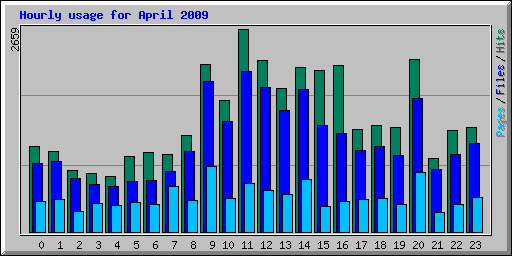 Hourly usage for April 2009
2659
Pages/Files/Hits
0 1 2 3 4 5 6 7 8 9 10 11 12 13 14 15 16 17 18 19 20 21 22 23